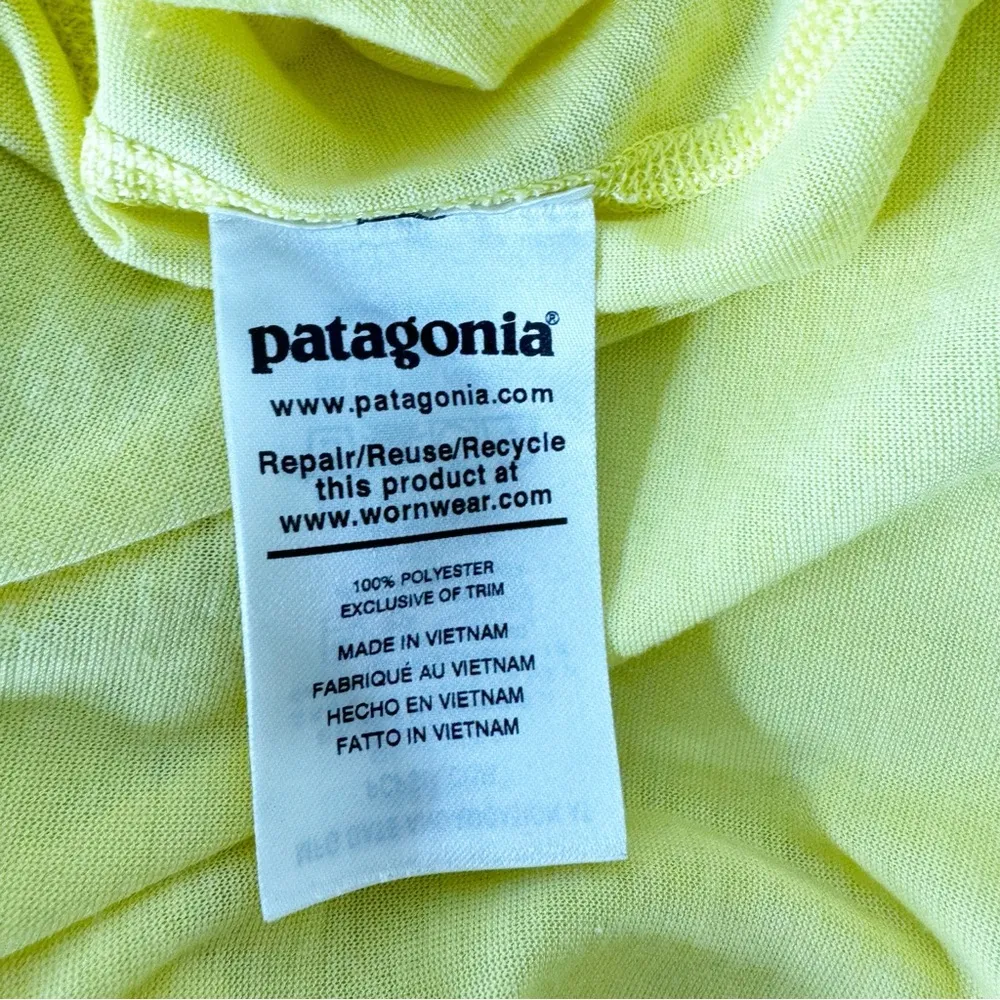 patagonia®
www.patagonia.com
Repair/Reuse/Recycle
this product at
www.wornwear.com
100% POLYESTER
EXCLUSIVE OF TRIM
MADE IN VIETNAM
FABRIQUÉ AU VIETNAM
HECHO EN VIETNAM
FATTO IN VIETNAM